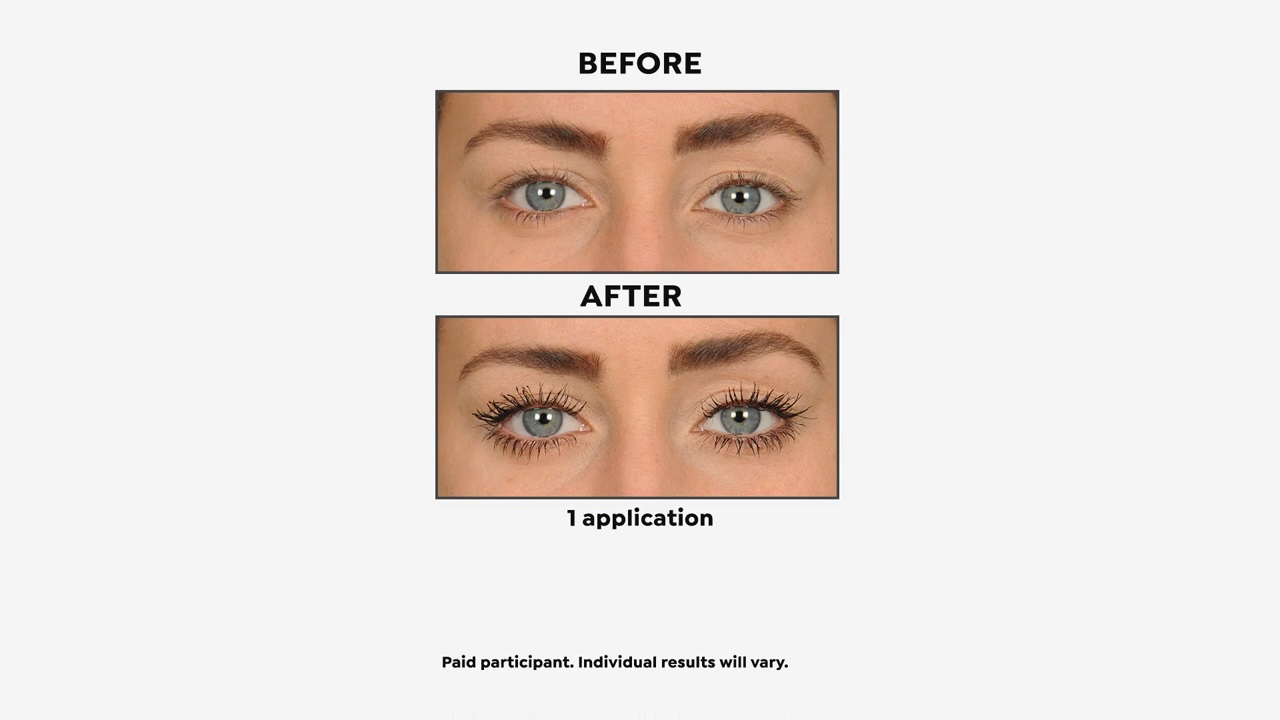 BEFORE
AFTER
1 application
Paid participant. Individual results will vary.